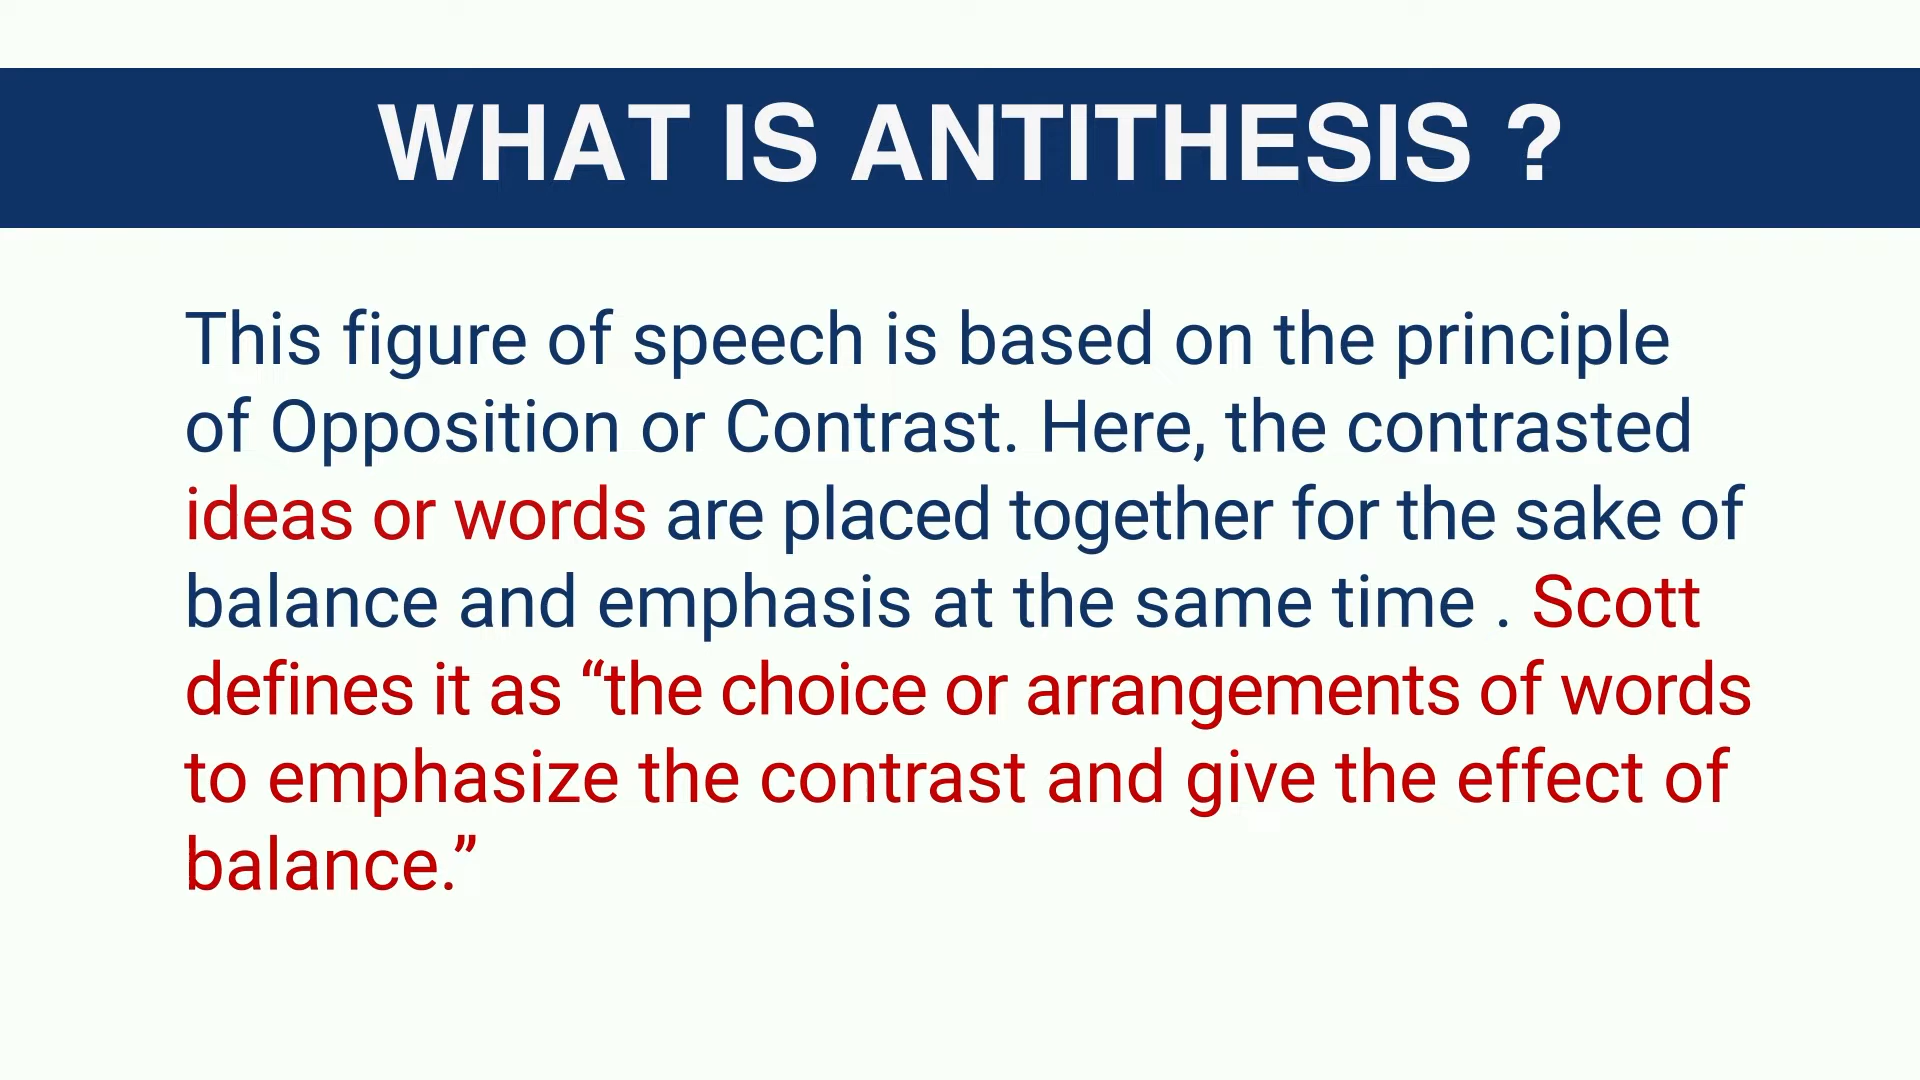 WHAT IS ANTITHESIS ?
This figure of speech is based on the principle
of Opposition or Contrast. Here, the contrasted
ideas or words are placed together for the sake of
balance and emphasis at the same time . Scott
defines it as “the choice or arrangements of words
to emphasize the contrast and give the effect of
balance.”